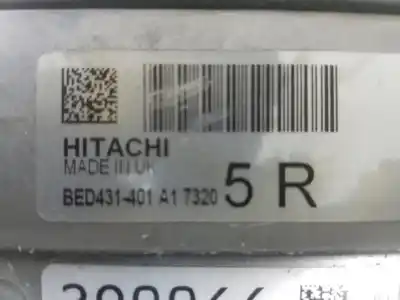 HITACHI
MADE IN UK
BED431-401 A1 7320 5 R